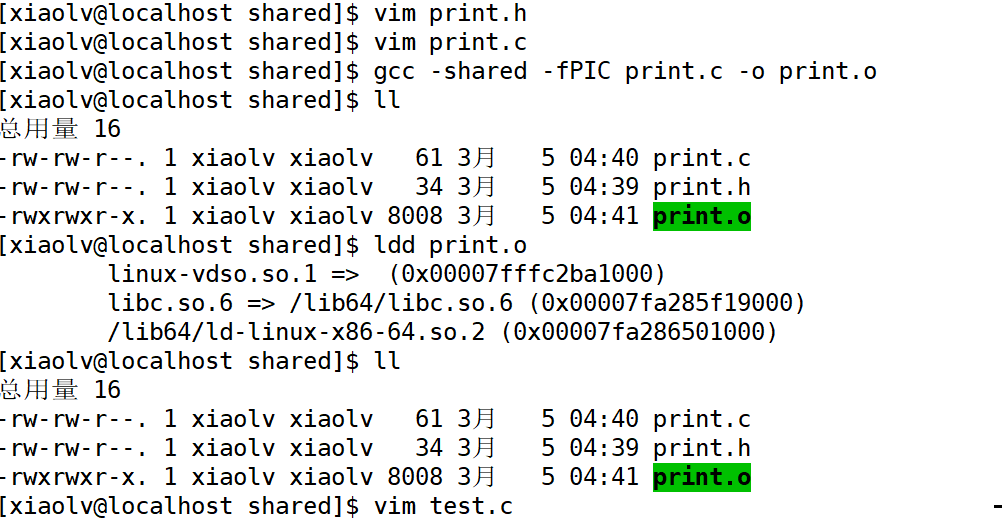 [xiaolv@localhost shared]$ vim print.h
[xiaolv@localhost shared]$ vim print.c
[xiaolv@localhost shared]$ gcc -shared -fPIC print.c -o print.o
[xiaolv@localhost shared]$ ll
总用量 16
-rw-rw-r--. 1 xiaolv xiaolv   61 3月   5 04:40 print.c
-rw-rw-r--. 1 xiaolv xiaolv   34 3月   5 04:39 print.h
-rwxrwxr-x. 1 xiaolv xiaolv 8008 3月   5 04:41 print.o
[xiaolv@localhost shared]$ ldd print.o
        linux-vdso.so.1 =>  (0x00007fffc2ba1000)
        libc.so.6 => /lib64/libc.so.6 (0x00007fa285f19000)
        /lib64/ld-linux-x86-64.so.2 (0x00007fa286501000)
[xiaolv@localhost shared]$ ll
总用量 16
-rw-rw-r--. 1 xiaolv xiaolv   61 3月   5 04:40 print.c
-rw-rw-r--. 1 xiaolv xiaolv   34 3月   5 04:39 print.h
-rwxrwxr-x. 1 xiaolv xiaolv 8008 3月   5 04:41 print.o
[xiaolv@localhost shared]$ vim test.c